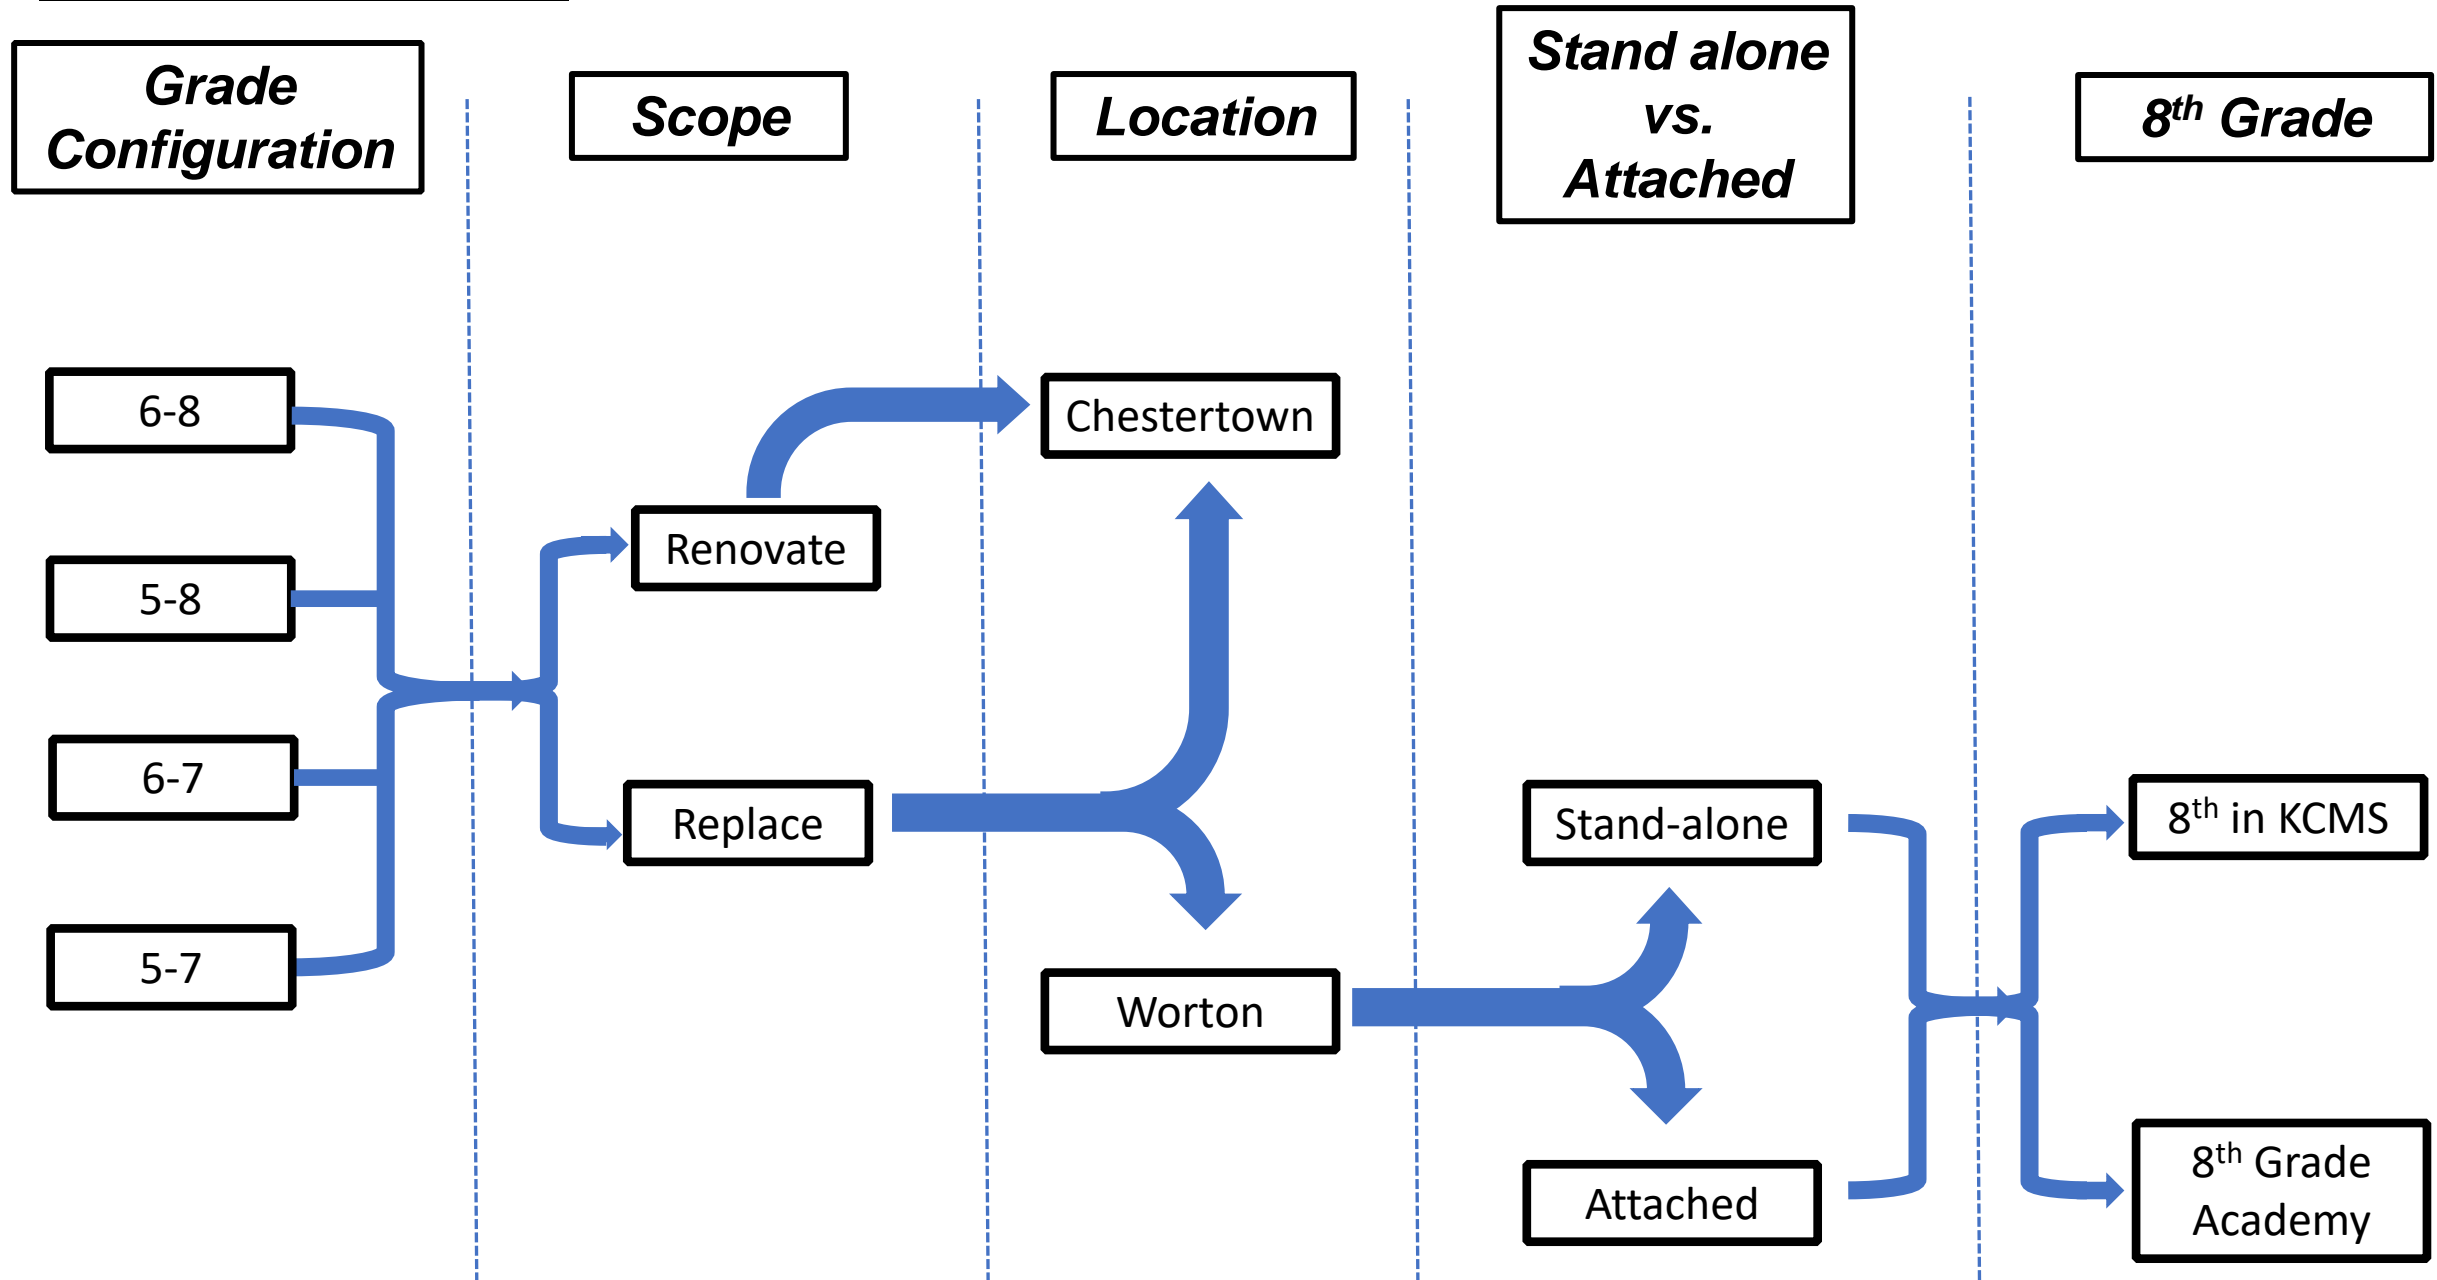 Grade
Configuration
Scope
Location
Stand alone
vs.
Attached
8th Grade
6-8
5-8
6-7
5-7
Renovate
Replace
Chestertown
Worton
Stand-alone
Attached
8th in KCMS
8th Grade
Academy